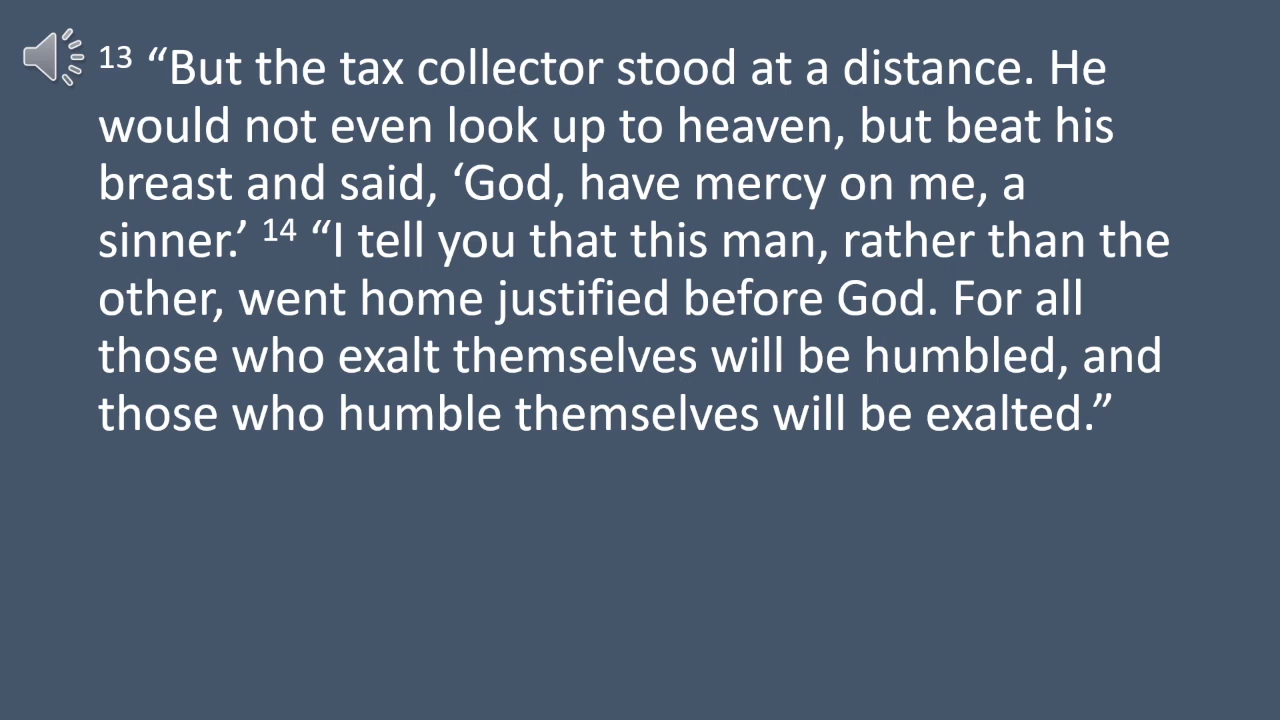 13 “But the tax collector stood at a distance. He
would not even look up to heaven, but beat his
breast and said, ‘God, have mercy on me, a
sinner.’ 14 “I tell you that this man, rather than the
other, went home justified before God. For all
those who exalt themselves will be humbled, and
those who humble themselves will be exalted.”